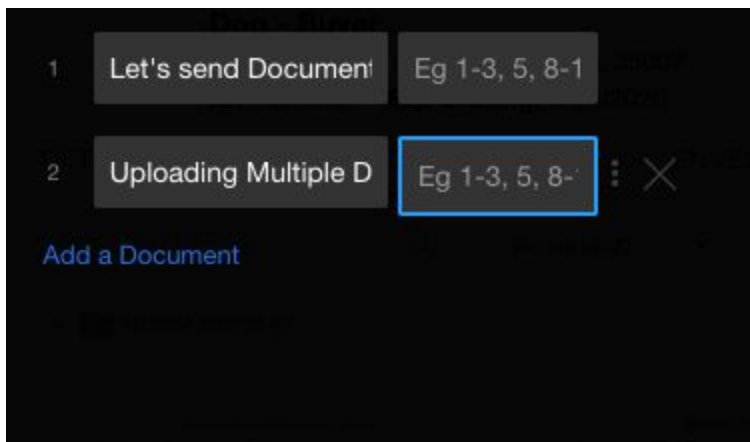 1 Let's send Document Eg 1-3, 5, 8-1
2 Uploading Multiple D Eg 1-3, 5, 8-
Add a Document